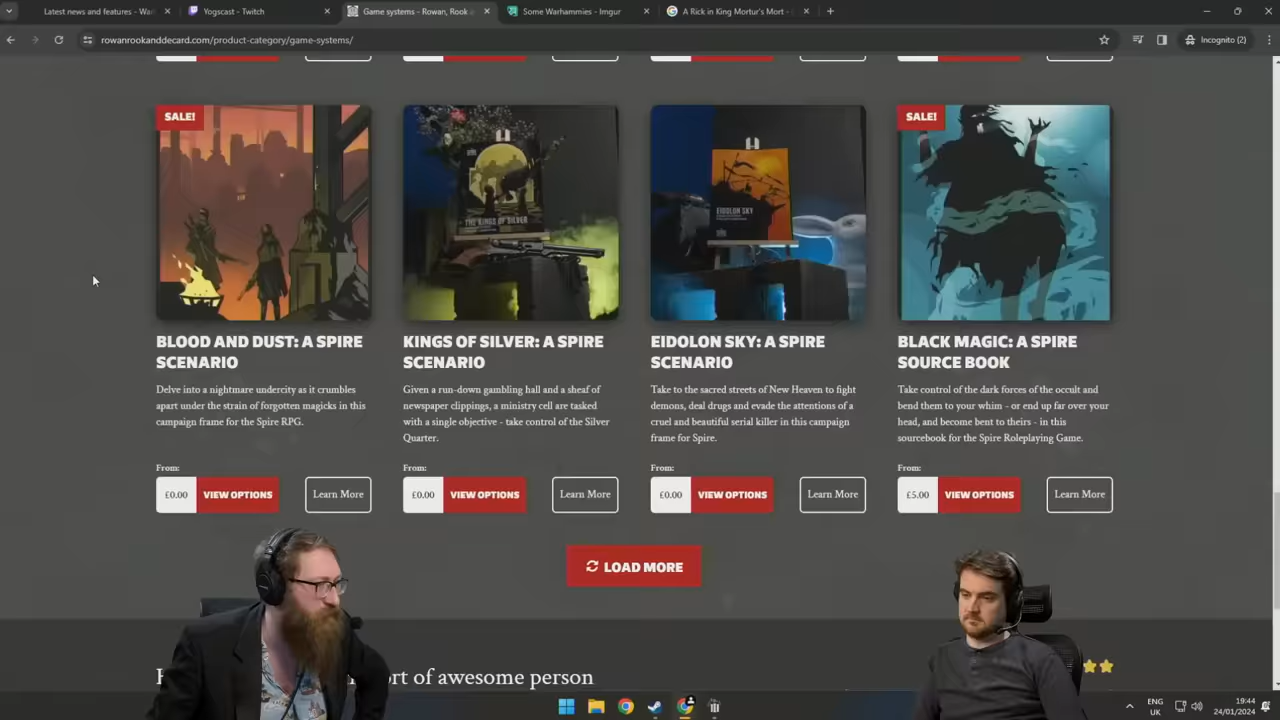 Latest news and features - War
Yogscast - Twitch
Game systems - Rowan, Rook a
Some Warhammies - Imgur
A Rick in King Mortur's Mort -
rowanrookanddecard.com/product-category/game-systems/
Incognito (2)
SALE!
THE KINGS OF SILVER
EIDOLON SKY
SALE!
BLOOD AND DUST: A SPIRE SCENARIO
Delve into a nightmare undercity as it crumbles
apart under the strain of forgotten magicks in this
campaign frame for the Spire RPG.
From:
£0.00
VIEW OPTIONS
Learn More
KINGS OF SILVER: A SPIRE
SCENARIO
Given a run-down gambling hall and a sheaf of
newspaper clippings, a ministry cell are tasked
with a single objective - take control of the Silver
Quarter.
From:
£0.00
VIEW OPTIONS
Learn More
EIDOLON SKY: A SPIRE
SCENARIO
Take to the sacred streets of New Heaven to fight
demons, deal drugs and evade the attentions of a
cruel and beautiful serial killer in this campaign
frame for Spire.
From:
£0.00
VIEW OPTIONS
Learn More
BLACK MAGIC: A SPIRE
SOURCE BOOK
Take control of the dark forces of the occult and
bend them to your whim - or end up far over your
head, and become bent to theirs - in this
sourcebook for the Spire Roleplaying Game.
From:
£5.00
VIEW OPTIONS
Learn More
LOAD MORE
ort of awesome person
ENG
UK
19:44
24/01/2024